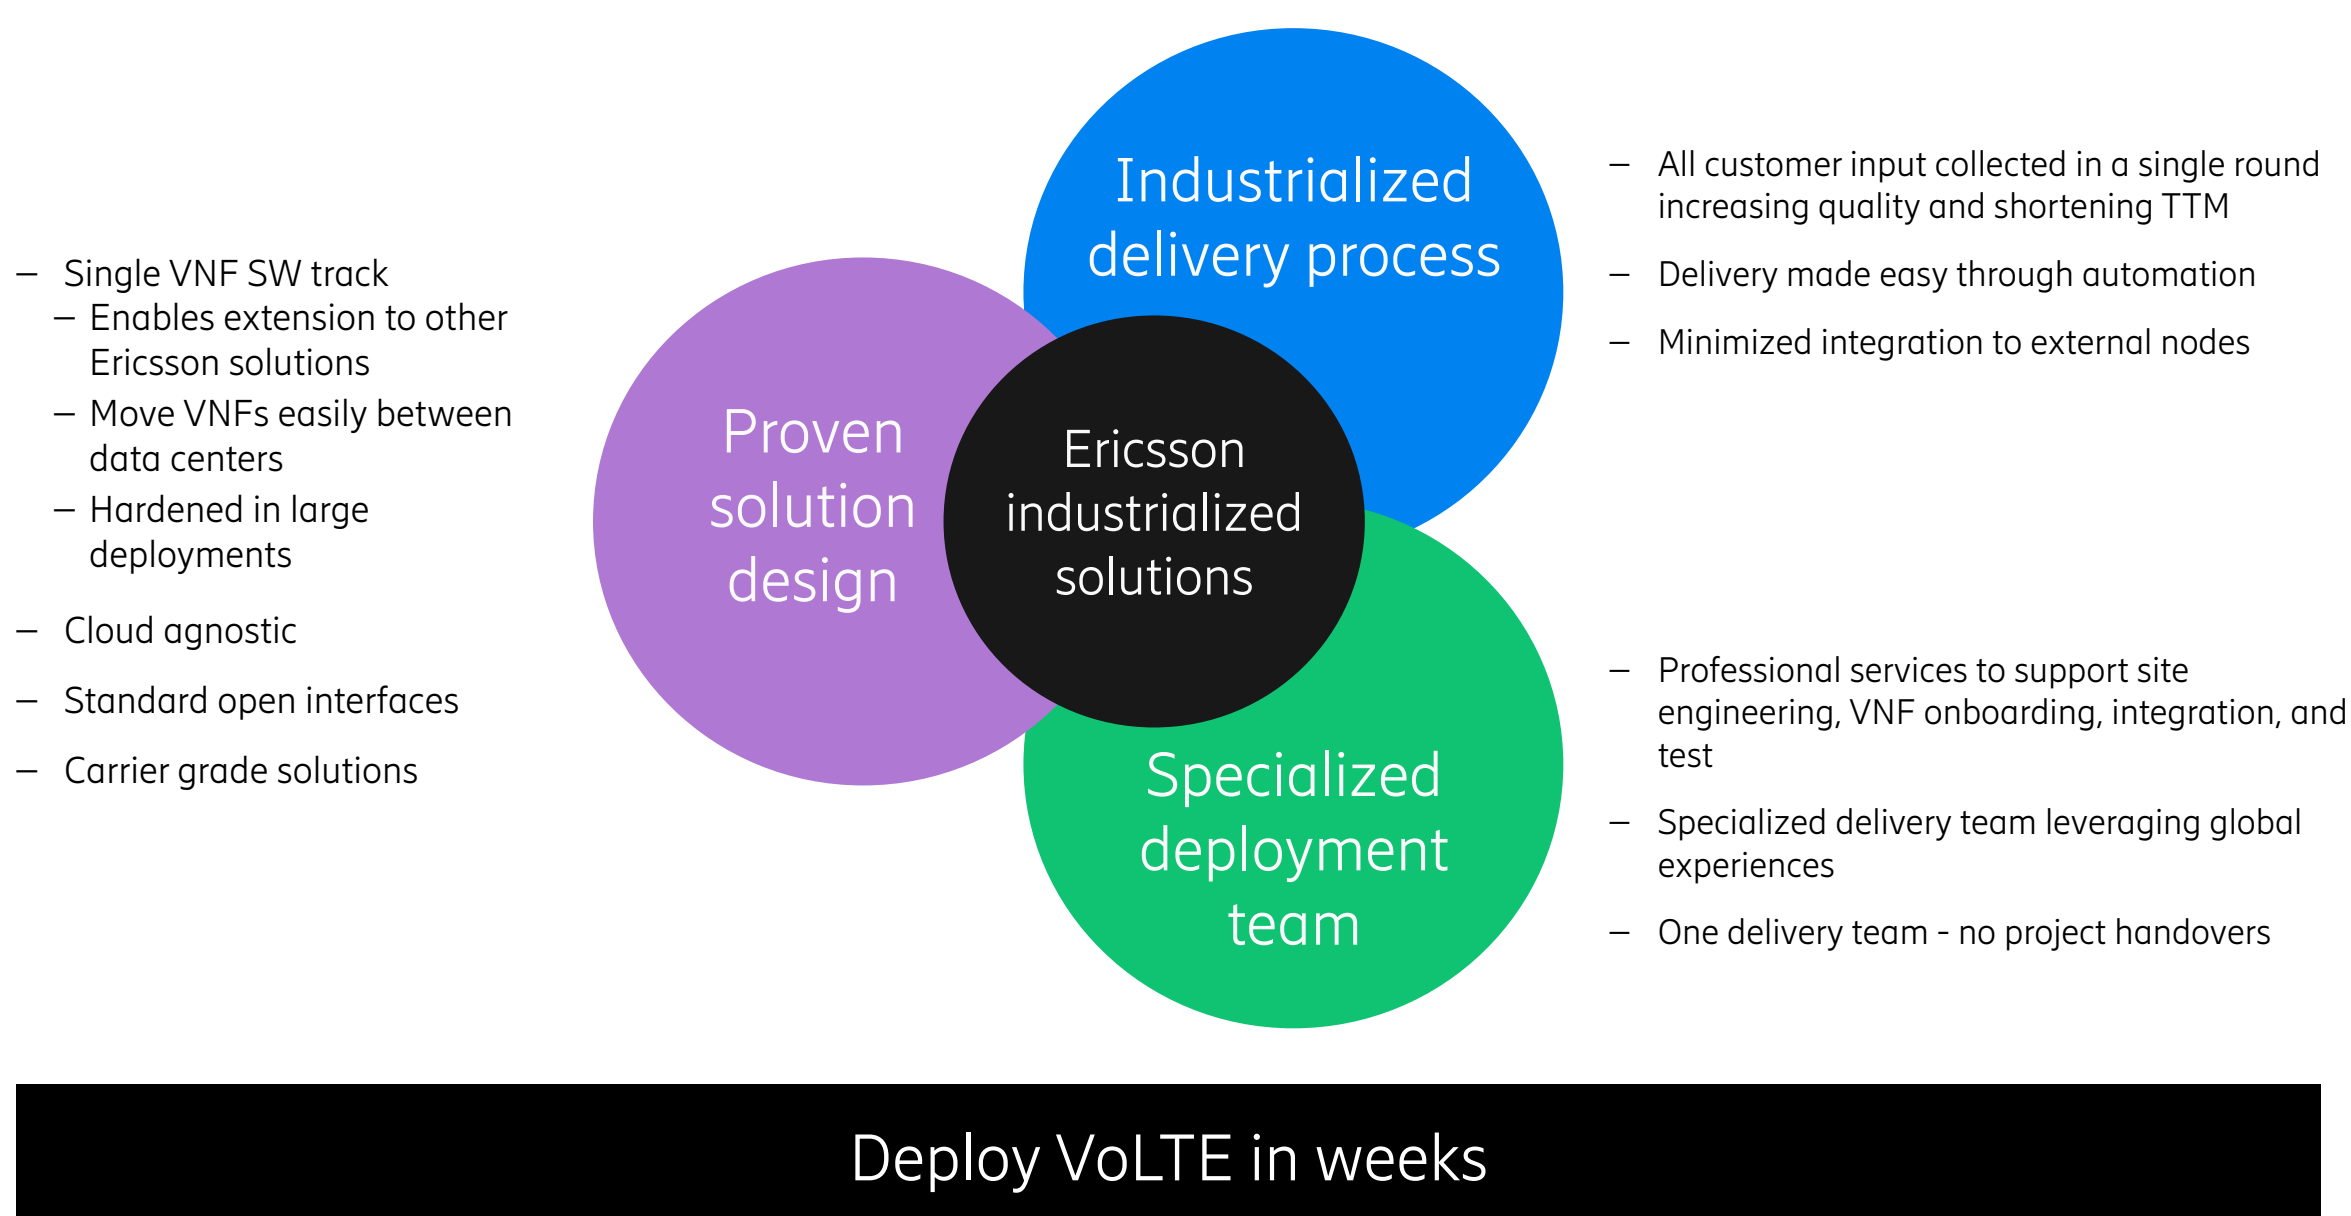 — Single VNF SW track
— Enables extension to other
Ericsson solutions
— Move VNFs easily between
data centers
— Hardened in large
deployments
— Cloud agnostic
— Standard open interfaces
— Carrier grade solutions
Proven
solution
design
Industrialized
delivery process
Ericsson
industrialized
solutions
Specialized
deployment
team
— All customer input collected in a single round
increasing quality and shortening TTM
— Delivery made easy through automation
— Minimized integration to external nodes
— Professional services to support site
engineering, VNF onboarding, integration, and
test
— Specialized delivery team leveraging global
experiences
— One delivery team - no project handovers
Deploy VoLTE in weeks